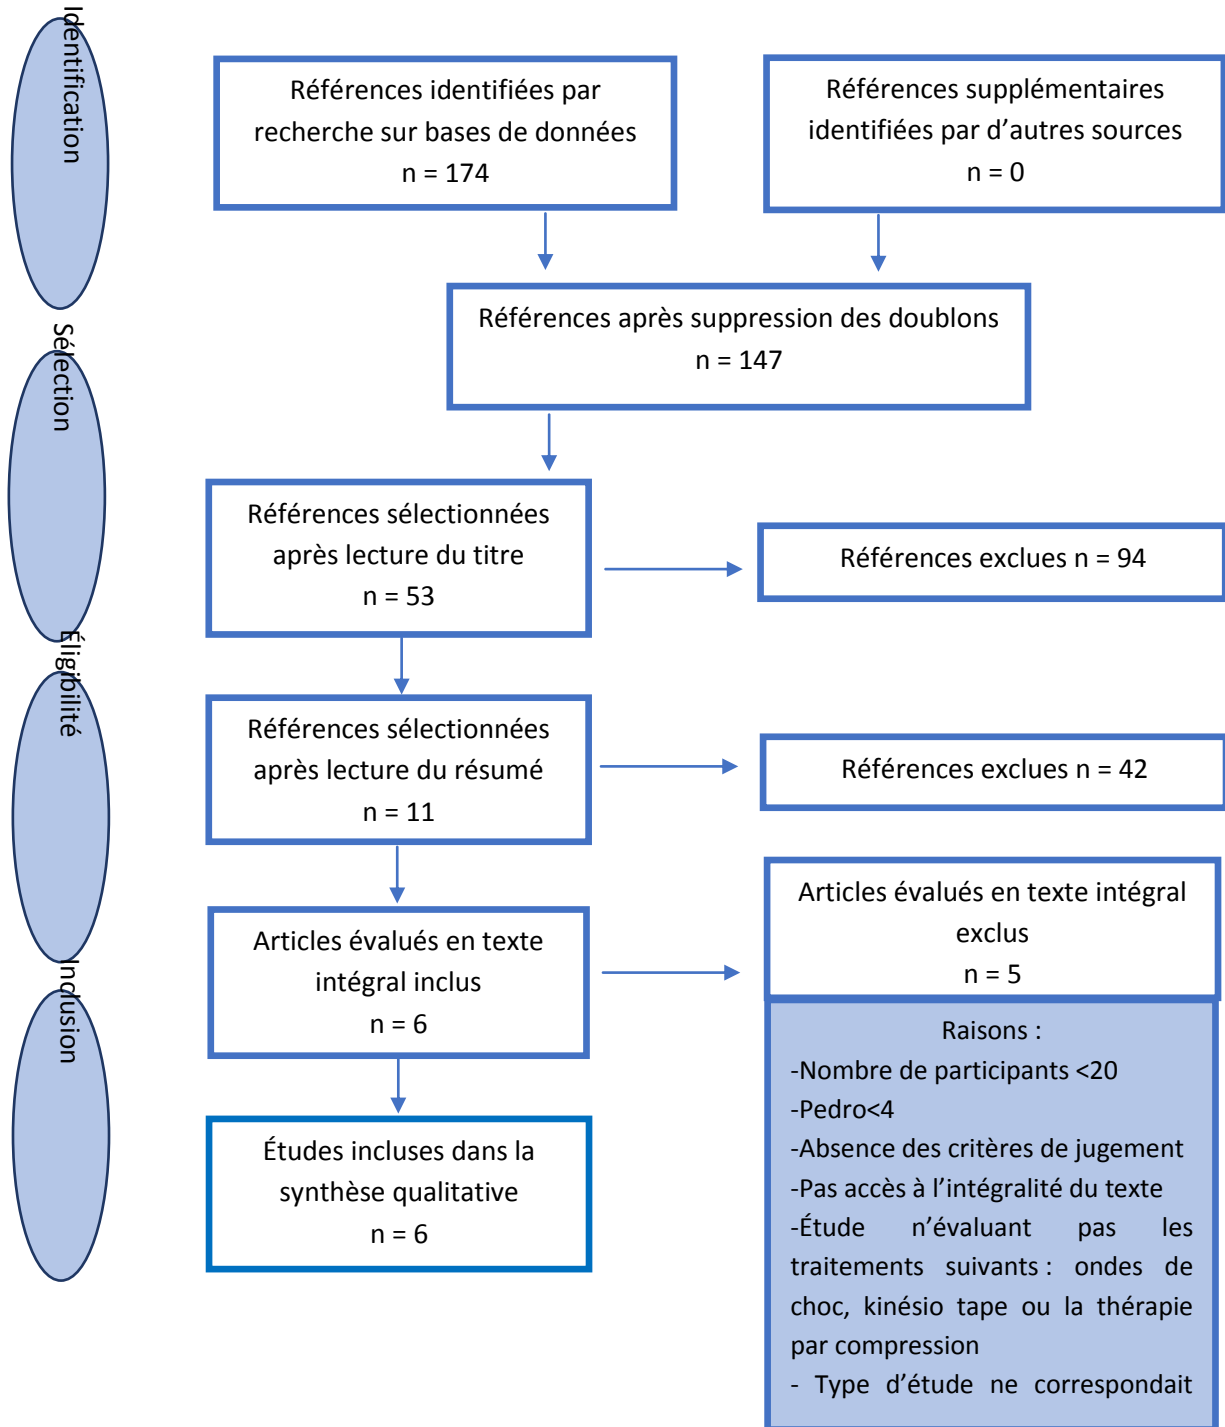 Identification
Références identifiées par
recherche sur bases de données
n = 174
Références supplémentaires
identifiées par d’autres sources
n = 0
Références après suppression des doublons
n = 147
Sélection
Références sélectionnées
après lecture du titre
n = 53
Références exclues n = 94
Éligibilité
Références sélectionnées
après lecture du résumé
n = 11
Références exclues n = 42
Articles évalués en texte
intégral inclus
n = 6
Articles évalués en texte intégral
exclus
n = 5
Inclusion
Raisons :
-Nombre de participants <20
-Pedro<4
-Absence des critères de jugement
-Pas accès à l’intégralité du texte
-Étude n’évaluant pas les
traitements suivants : ondes de
choc, kinésio tape ou la thérapie
par compression
- Type d’étude ne correspondait
Études incluses dans la
synthèse qualitative
n = 6